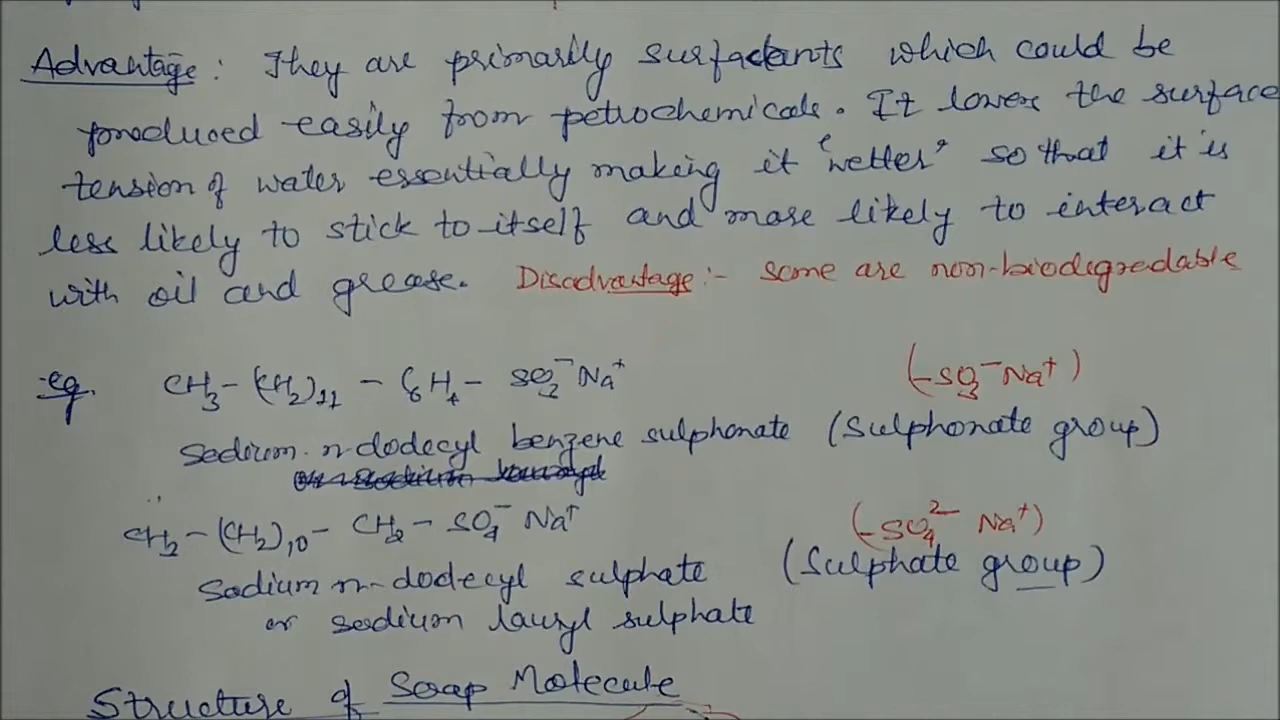 Advantage: They are primarily surfactants which could be
produced easily from petrochemicals. It lowers the surface
tension of water essentially making it 'wetter' so that it is
less likely to stick to itself and more likely to interact
with oil and grease. Disadvantage:- some are non-biodigredable
eg. CH3-(CH2)11-C6H4-SO3⁻Na⁺ (-SO3⁻Na⁺)
Sodium n-dodecyl benzene sulphonate (Sulphonate group)
CH2-(CH2)10-CH2-SO4⁻Na⁺ (-SO4²⁻ Na⁺)
Sodium n-dodecyl sulphate (Sulphate group)
or sodium lauryl sulphate
Structure of Soap Molecule